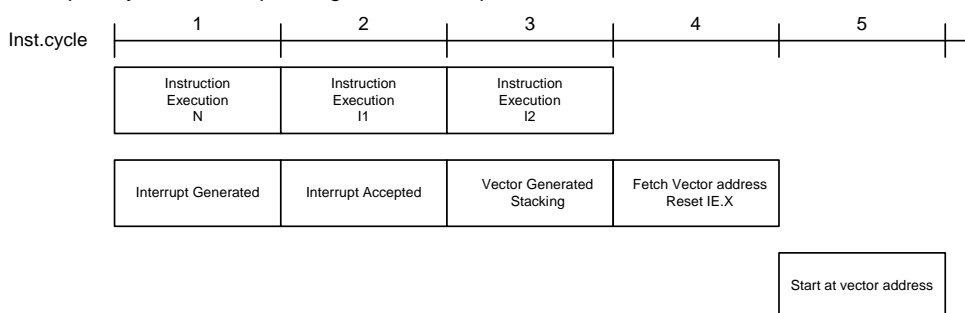 1 2 3 4 5
Inst.cycle
Instruction
Execution
N
Instruction
Execution
I1
Instruction
Execution
I2
Interrupt Generated
Interrupt Accepted
Vector Generated
Stacking
Fetch Vector address
Reset IE.X
Start at vector address